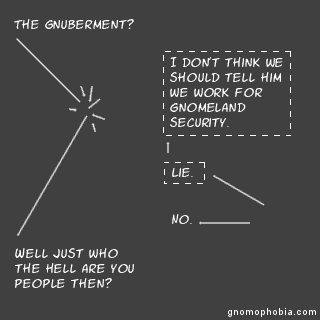 THE GNUBERMENT?
I DON'T THINK WE
SHOULD TELL HIM
WE WORK FOR
GNOMELAND
SECURITY.
LIE.
NO.
WELL JUST WHO
THE HELL ARE YOU
PEOPLE THEN?
gnomophobia.com